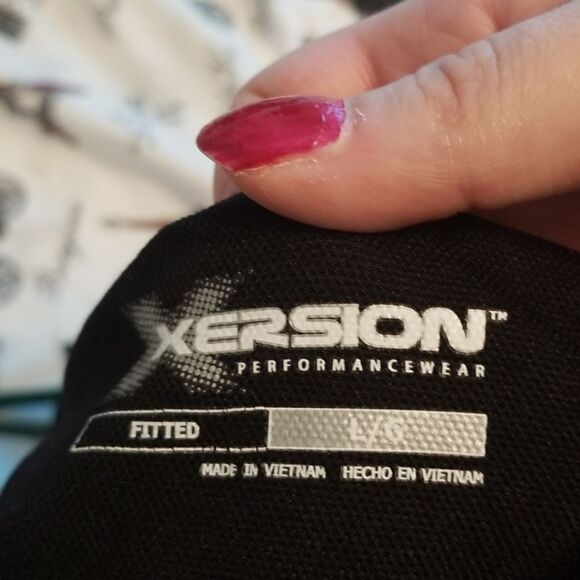 XERSION™
PERFORMANCEWEAR
FITTED L/G
MADE IN VIETNAM HECHO EN VIETNAM